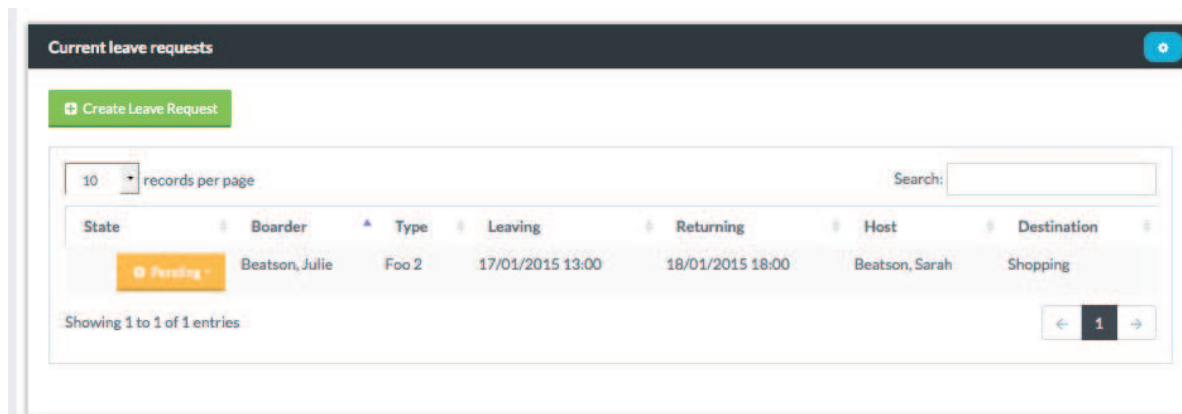 Current leave requests
Create Leave Request
10 records per page Search:
State Boarder Type Leaving Returning Host Destination
Pending Beatson, Julie Foo 2 17/01/2015 13:00 18/01/2015 18:00 Beatson, Sarah Shopping
Showing 1 to 1 of 1 entries ← 1 →